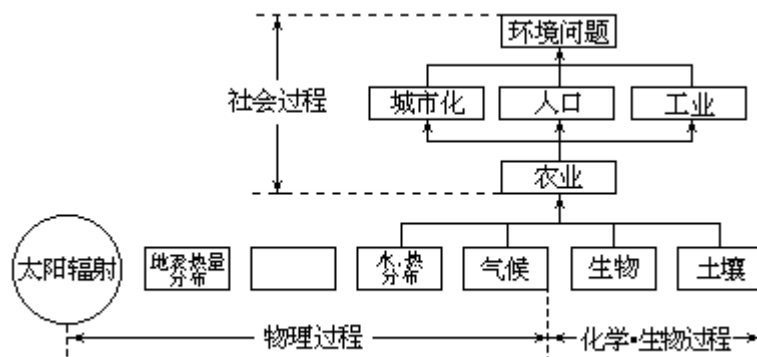 环境问题
社会过程
城市化
人口
工业
农业
太阳辐射
地表热量
分布
水·热
分布
气候
生物
土壤
物理过程
化学·生物过程